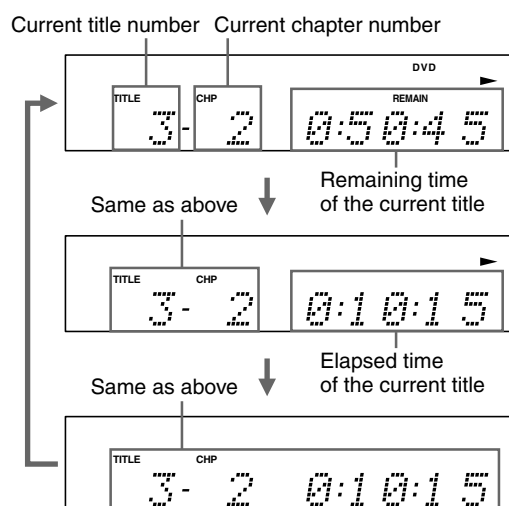 Current title number Current chapter number
DVD
TITLE CHP REMAIN
3- 2 0:50:45
Remaining time
of the current title
Same as above
TITLE CHP
3- 2 0:10:15
Elapsed time
of the current title
Same as above
TITLE CHP
3- 2 0:10:15